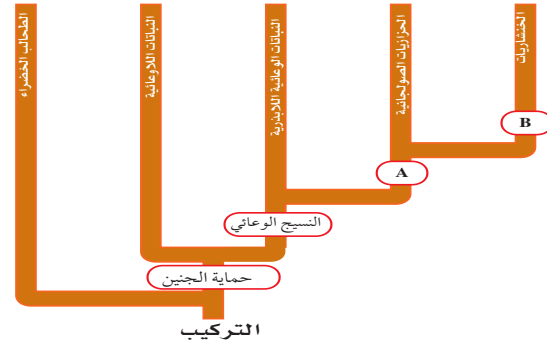 الطحالب الخضراء
النباتات اللاوعائية
النباتات الوعائية اللابذرية
الحزازيات الصولجانية
الخنشاريات
B
A
النسيج الوعائي
حماية الجنين
التركيب